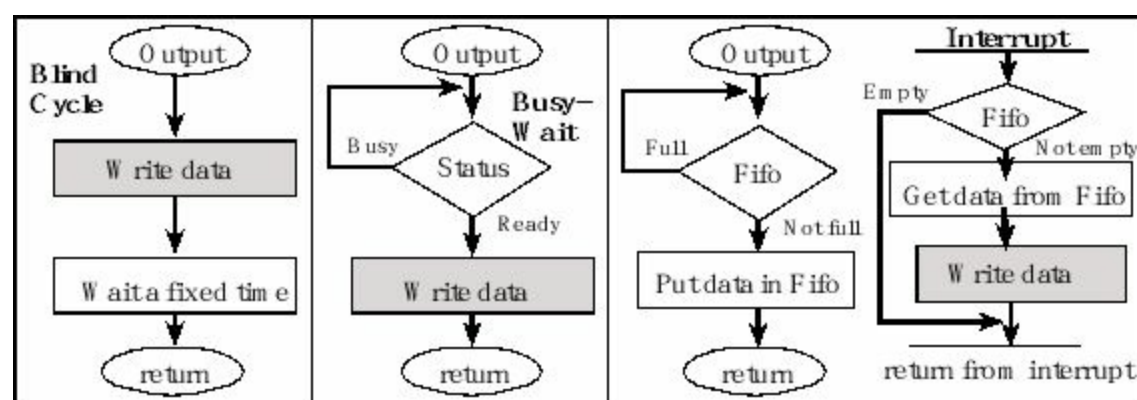 Blind
Cycle
Output
Write data
Wait a fixed time
return
Output
Busy-
Wait
Busy
Status
Ready
Write data
return
Output
Full
Fifo
Not full
Put data in Fifo
return
Interrupt
Empty
Fifo
Not empty
Get data from Fifo
Write data
return from interrupt